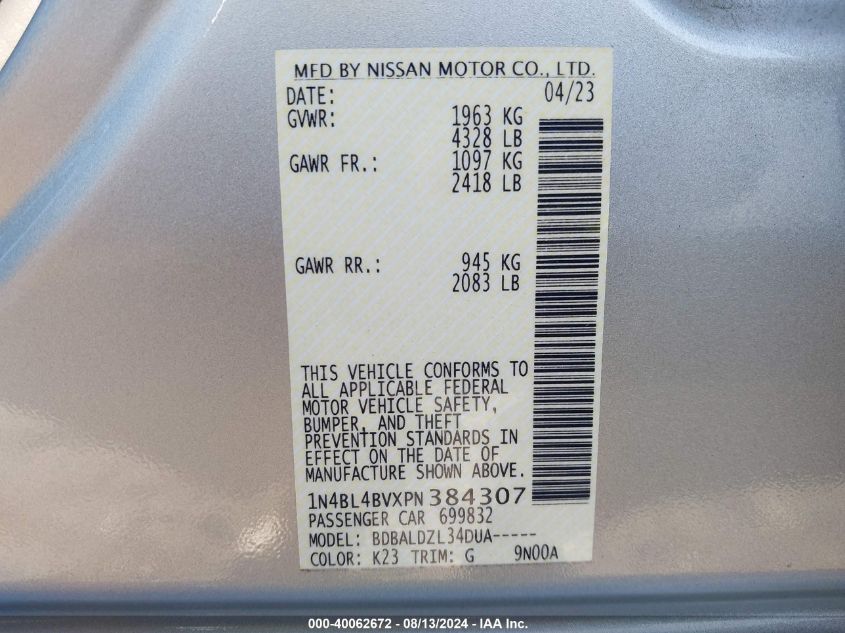 MFD BY NISSAN MOTOR CO., LTD.
DATE: 04/23
GVWR: 1963 KG
4328 LB
GAWR FR.: 1097 KG
2418 LB
GAWR RR.: 945 KG
2083 LB
THIS VEHICLE CONFORMS TO
ALL APPLICABLE FEDERAL
MOTOR VEHICLE SAFETY,
BUMPER, AND THEFT
PREVENTION STANDARDS IN
EFFECT ON THE DATE OF
MANUFACTURE SHOWN ABOVE.
1N4BL4BVXPN384307
PASSENGER CAR 699832
MODEL: BDBALDZL34DUA-----
COLOR: K23 TRIM: G 9N00A
000-40062672 - 08/13/2024 - IAA Inc.